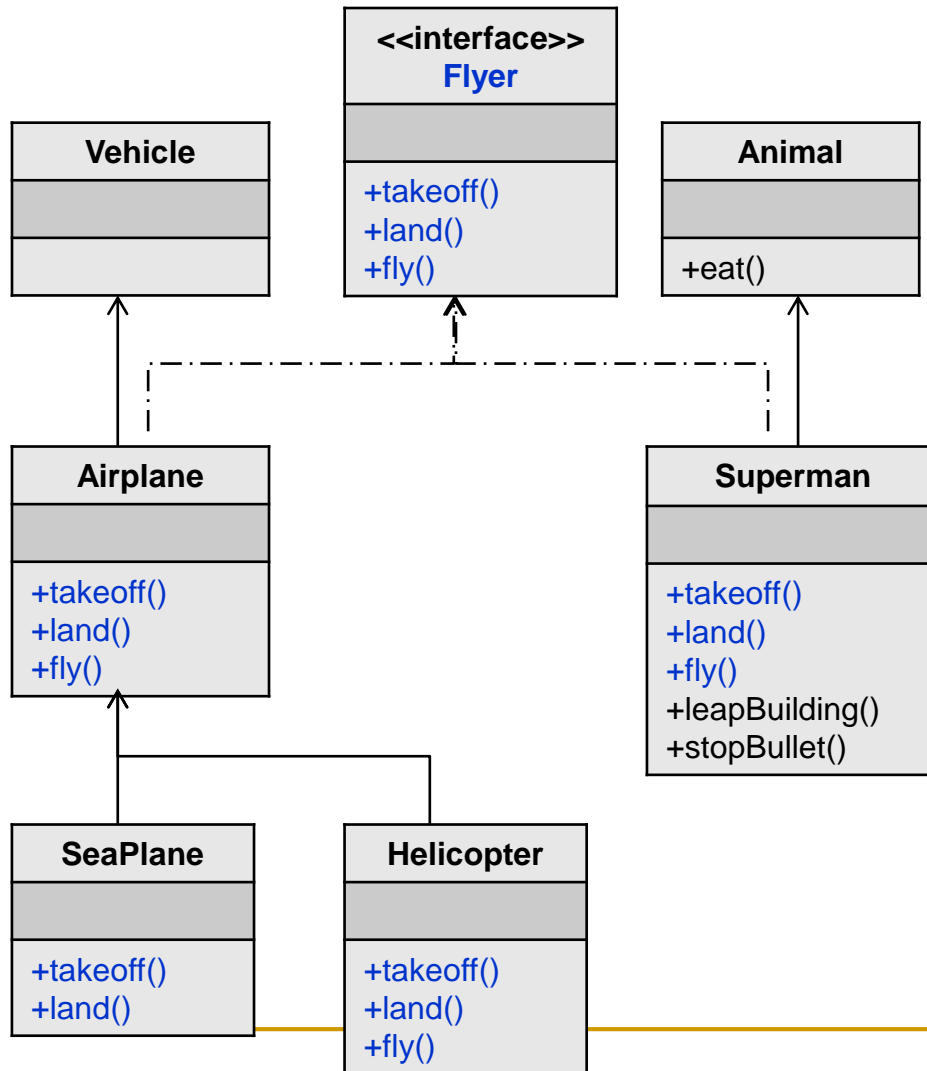 <<interface>>
Flyer
+takeoff()
+land()
+fly()
Vehicle
Animal
+eat()
Airplane
+takeoff()
+land()
+fly()
Superman
+takeoff()
+land()
+fly()
+leapBuilding()
+stopBullet()
SeaPlane
+takeoff()
+land()
Helicopter
+takeoff()
+land()
+fly()